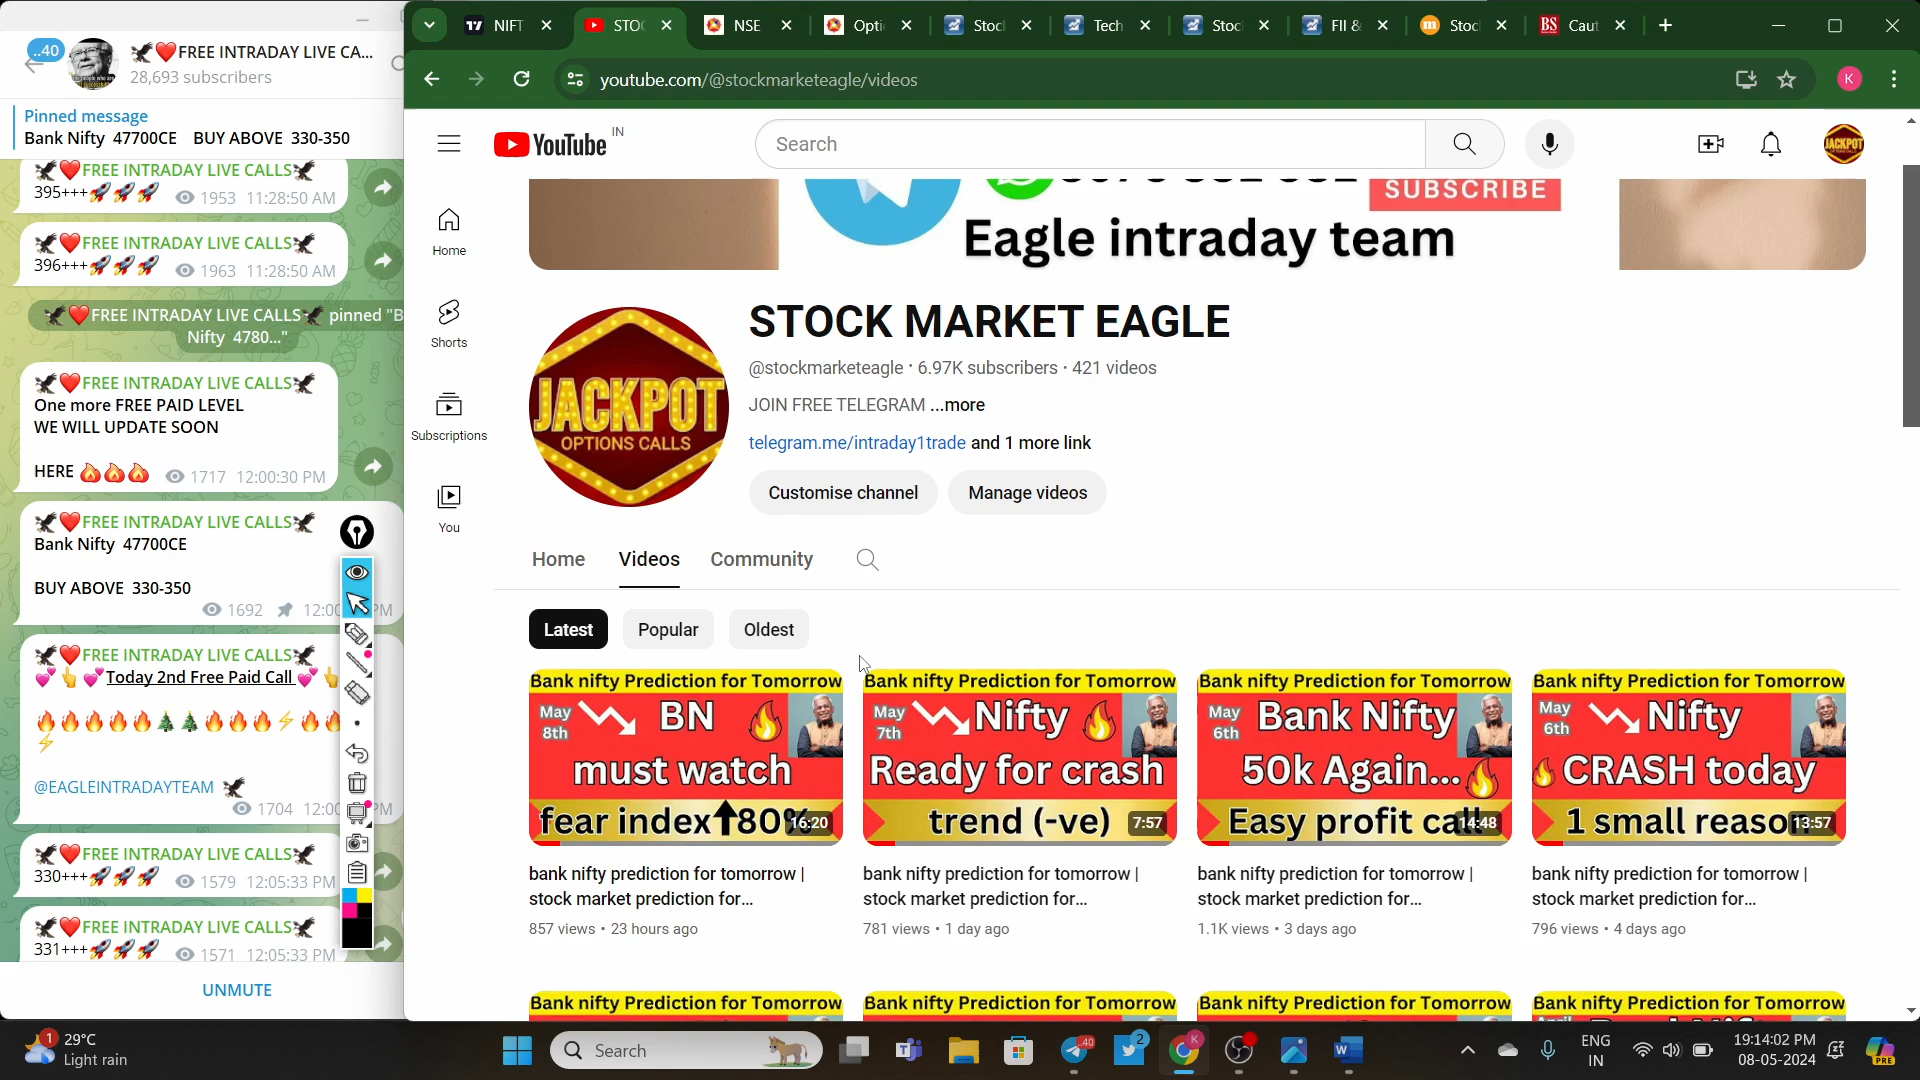 ..40
FREE INTRADAY LIVE CA...
28,693 subscribers
Pinned message
Bank Nifty 47700CE BUY ABOVE 330-350
FREE INTRADAY LIVE CALLS
395+++ 1953 11:28:50 AM
FREE INTRADAY LIVE CALLS
396+++ 1963 11:28:50 AM
FREE INTRADAY LIVE CALLS pinned "B
Nifty 4780..."
FREE INTRADAY LIVE CALLS
One more FREE PAID LEVEL
WE WILL UPDATE SOON
HERE 1717 12:00:30 PM
FREE INTRADAY LIVE CALLS
Bank Nifty 47700CE
BUY ABOVE 330-350
1692 12:00 PM
FREE INTRADAY LIVE CALLS
Today 2nd Free Paid Call
@EAGLEINTRADAYTEAM
1704 12:00 PM
FREE INTRADAY LIVE CALLS
330+++ 1579 12:05:33 PM
FREE INTRADAY LIVE CALLS
331+++ 1571 12:05:33 PM
UNMUTE
NIFT STO NSE Opti Stoc Tech Stoc FII & Stoc BS Caut
youtube.com/@stockmarketeagle/videos
K
YouTube IN
Search
JACKPOT
SUBSCRIBE
Eagle intraday team
Home
Shorts
Subscriptions
You
JACKPOT
OPTIONS CALLS
STOCK MARKET EAGLE
@stockmarketeagle · 6.97K subscribers · 421 videos
JOIN FREE TELEGRAM ...more
telegram.me/intraday1trade and 1 more link
Customise channel Manage videos
Home Videos Community
Latest Popular Oldest
Bank nifty Prediction for Tomorrow
May 8th BN
must watch
fear index 80%
16:20
bank nifty prediction for tomorrow |
stock market prediction for...
857 views · 23 hours ago
Bank nifty Prediction for Tomorrow
May 7th Nifty
Ready for crash
trend (-ve)
7:57
bank nifty prediction for tomorrow |
stock market prediction for...
781 views · 1 day ago
Bank nifty Prediction for Tomorrow
May 6th Bank Nifty
50k Again...
Easy profit call
14:48
bank nifty prediction for tomorrow |
stock market prediction for...
1.1K views · 3 days ago
Bank nifty Prediction for Tomorrow
May 6th Nifty
CRASH today
1 small reason
13:57
bank nifty prediction for tomorrow |
stock market prediction for...
796 views · 4 days ago
Bank nifty Prediction for Tomorrow
Bank nifty Prediction for Tomorrow
Bank nifty Prediction for Tomorrow
Bank nifty Prediction for Tomorrow
1
29°C
Light rain
Search
.40
2
K
ENG
IN
19:14:02 PM
08-05-2024
PRE